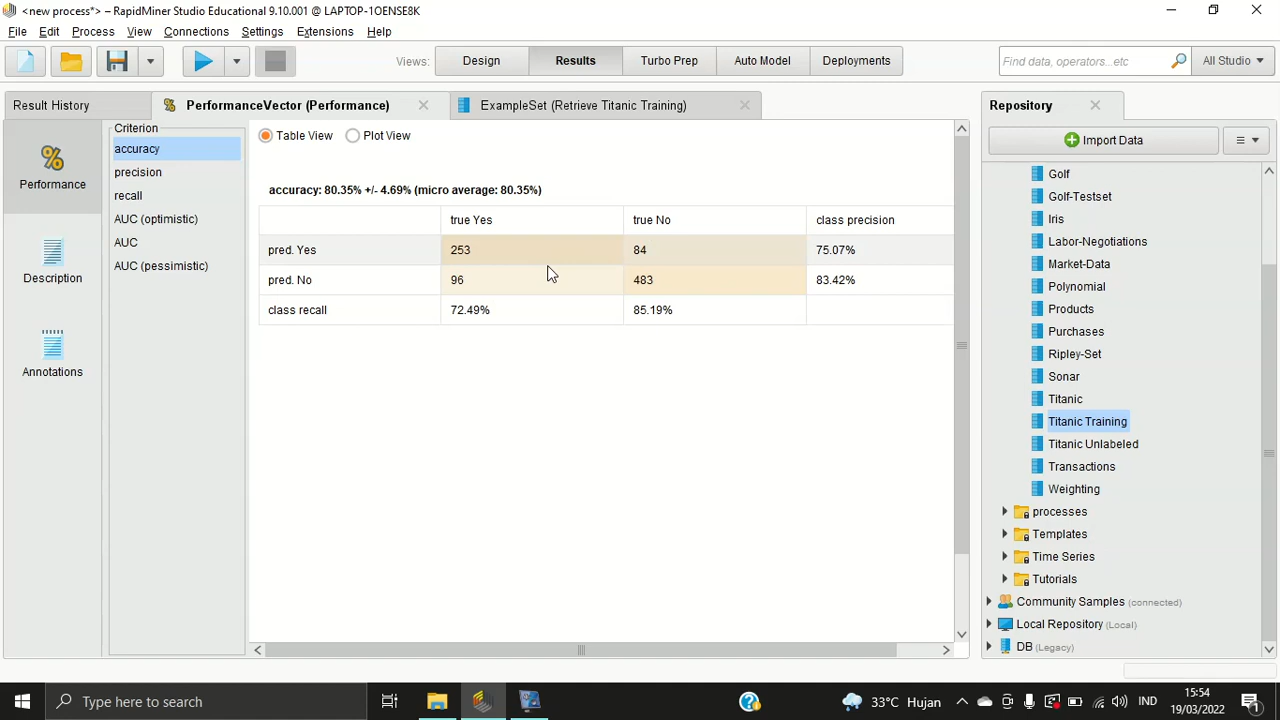 <new process*> – RapidMiner Studio Educational 9.10.001 @ LAPTOP-1OENSE8K
File Edit Process View Connections Settings Extensions Help
Views: Design Results Turbo Prep Auto Model Deployments Find data, operators...etc All Studio
Result History PerformanceVector (Performance) ExampleSet (Retrieve Titanic Training) Repository
Criterion
Table View Plot View
Import Data
accuracy
precision
recall
AUC (optimistic)
AUC
AUC (pessimistic)
Performance
Description
Annotations
accuracy: 80.35% +/- 4.69% (micro average: 80.35%)
true Yes true No class precision
pred. Yes 253 84 75.07%
pred. No 96 483 83.42%
class recall 72.49% 85.19%
Golf
Golf-Testset
Iris
Labor-Negotiations
Market-Data
Polynomial
Products
Purchases
Ripley-Set
Sonar
Titanic
Titanic Training
Titanic Unlabeled
Transactions
Weighting
processes
Templates
Time Series
Tutorials
Community Samples (connected)
Local Repository (Local)
DB (Legacy)
Type here to search
33°C Hujan
IND
15:54
19/03/2022
1